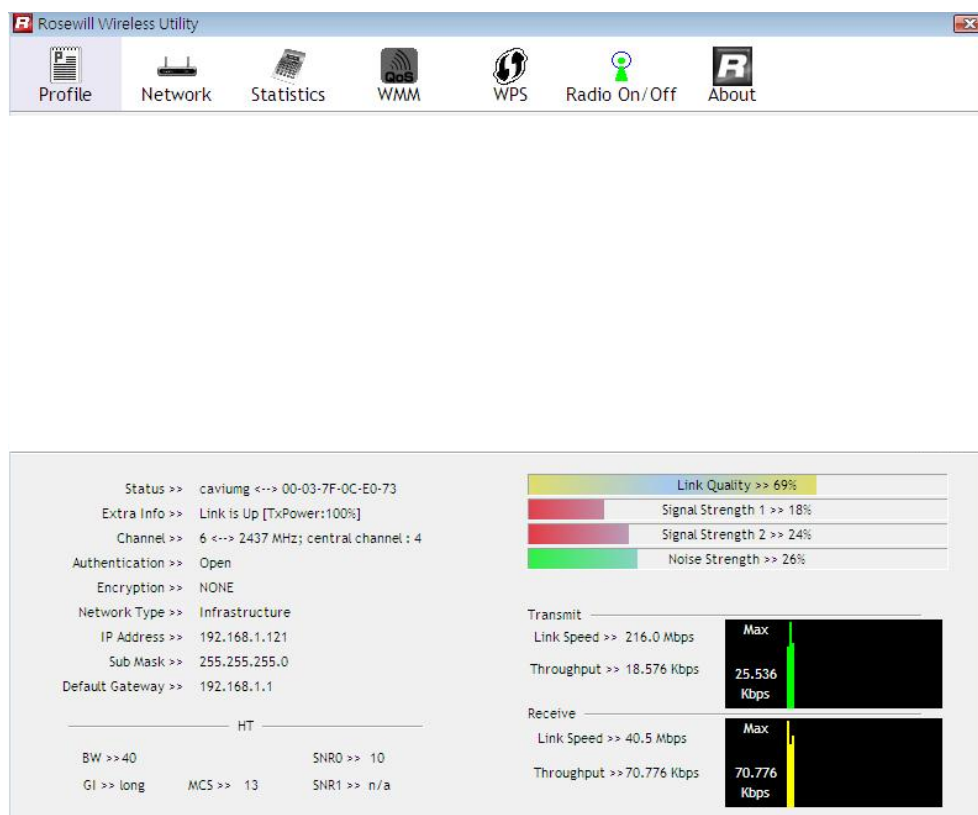 Rosewill Wireless Utility
Profile Network Statistics WMM WPS Radio On/Off About
QoS
Status >> caviumg <--> 00-03-7F-0C-E0-73
Extra Info >> Link is Up [TxPower:100%]
Channel >> 6 <--> 2437 MHz; central channel : 4
Authentication >> Open
Encryption >> NONE
Network Type >> Infrastructure
IP Address >> 192.168.1.121
Sub Mask >> 255.255.255.0
Default Gateway >> 192.168.1.1
HT
BW >> 40 SNR0 >> 10
GI >> long MCS >> 13 SNR1 >> n/a
Link Quality >> 69%
Signal Strength 1 >> 18%
Signal Strength 2 >> 24%
Noise Strength >> 26%
Transmit
Link Speed >> 216.0 Mbps
Throughput >> 18.576 Kbps
Max
25.536
Kbps
Receive
Link Speed >> 40.5 Mbps
Throughput >> 70.776 Kbps
Max
70.776
Kbps